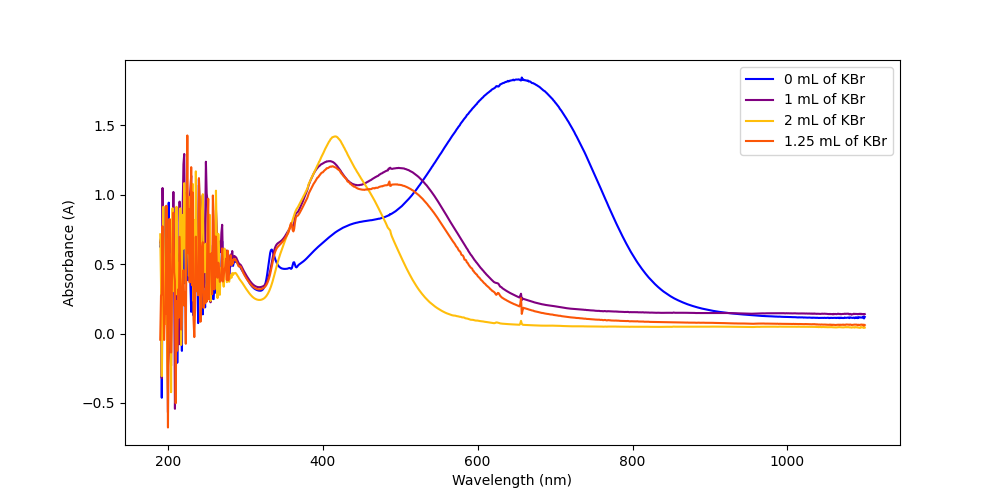 0 mL of KBr
1 mL of KBr
2 mL of KBr
1.25 mL of KBr
1.5
1.0
0.5
0.0
−0.5
Absorbance (A)
200 400 600 800 1000
Wavelength (nm)